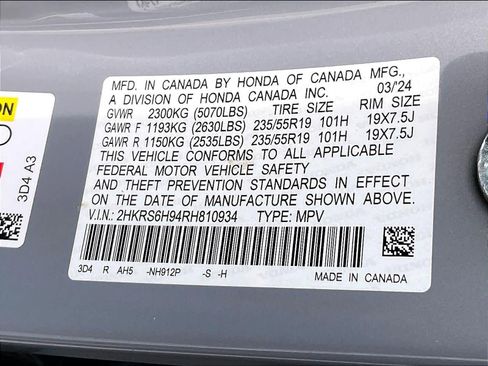 MFD. IN CANADA BY HONDA OF CANADA MFG.,
A DIVISION OF HONDA CANADA INC. 03/'24
GVWR 2300KG (5070LBS) TIRE SIZE RIM SIZE
GAWR F 1193KG (2630LBS) 235/55R19 101H 19X7.5J
GAWR R 1150KG (2535LBS) 235/55R19 101H 19X7.5J
THIS VEHICLE CONFORMS TO ALL APPLICABLE
FEDERAL MOTOR VEHICLE SAFETY
AND THEFT PREVENTION STANDARDS IN EFFECT
ON THE DATE OF MANUFACTURE SHOWN ABOVE.
V.I.N.: 2HKRS6H94RH810934 TYPE: MPV
3D4 R AH5 -NH912P -S -H
MADE IN CANADA
3D4 A3